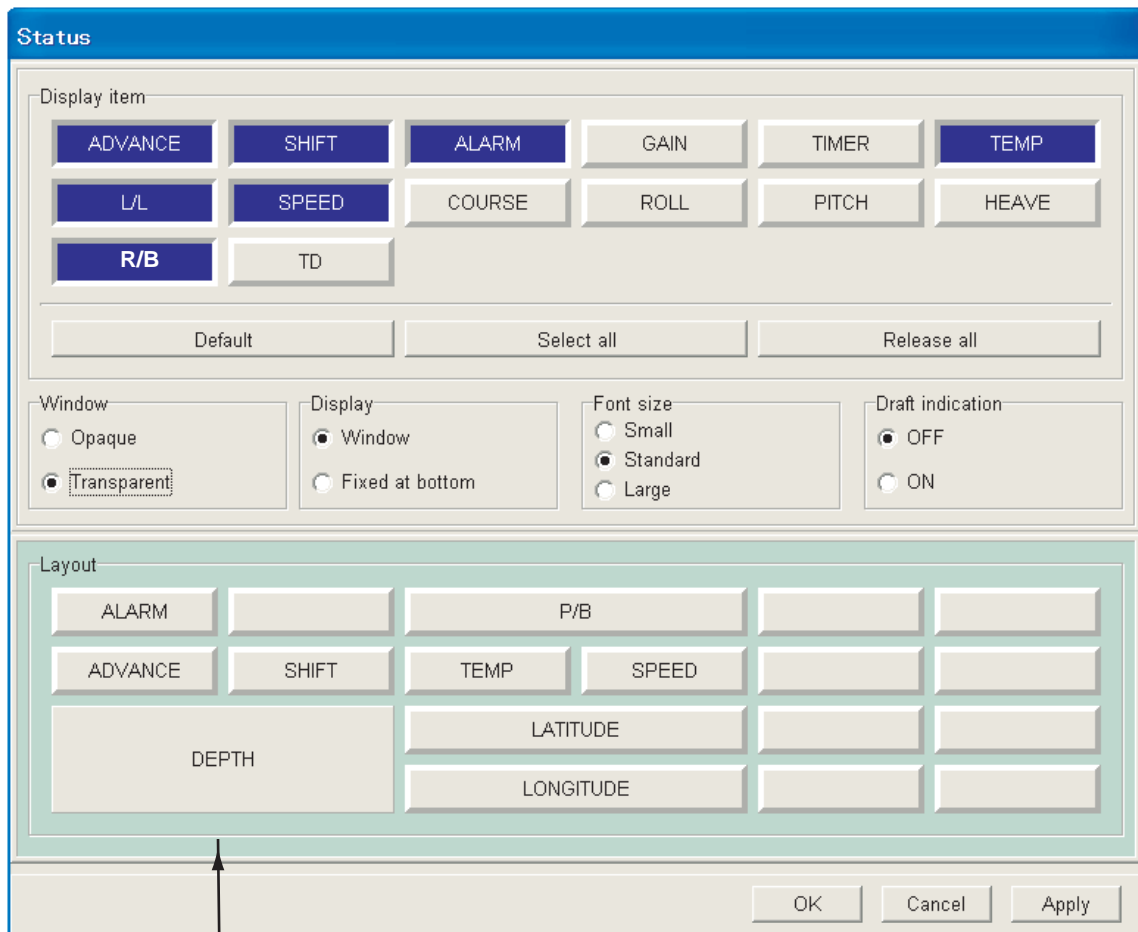 Status
Display item
ADVANCE SHIFT ALARM GAIN TIMER TEMP
L/L SPEED COURSE ROLL PITCH HEAVE
R/B TD
Default Select all Release all
Window Display Font size Draft indication
Opaque Window Small OFF
Standard
Transparent Fixed at bottom Large ON
Layout
ALARM P/B
ADVANCE SHIFT TEMP SPEED
LATITUDE
DEPTH
LONGITUDE
OK Cancel Apply